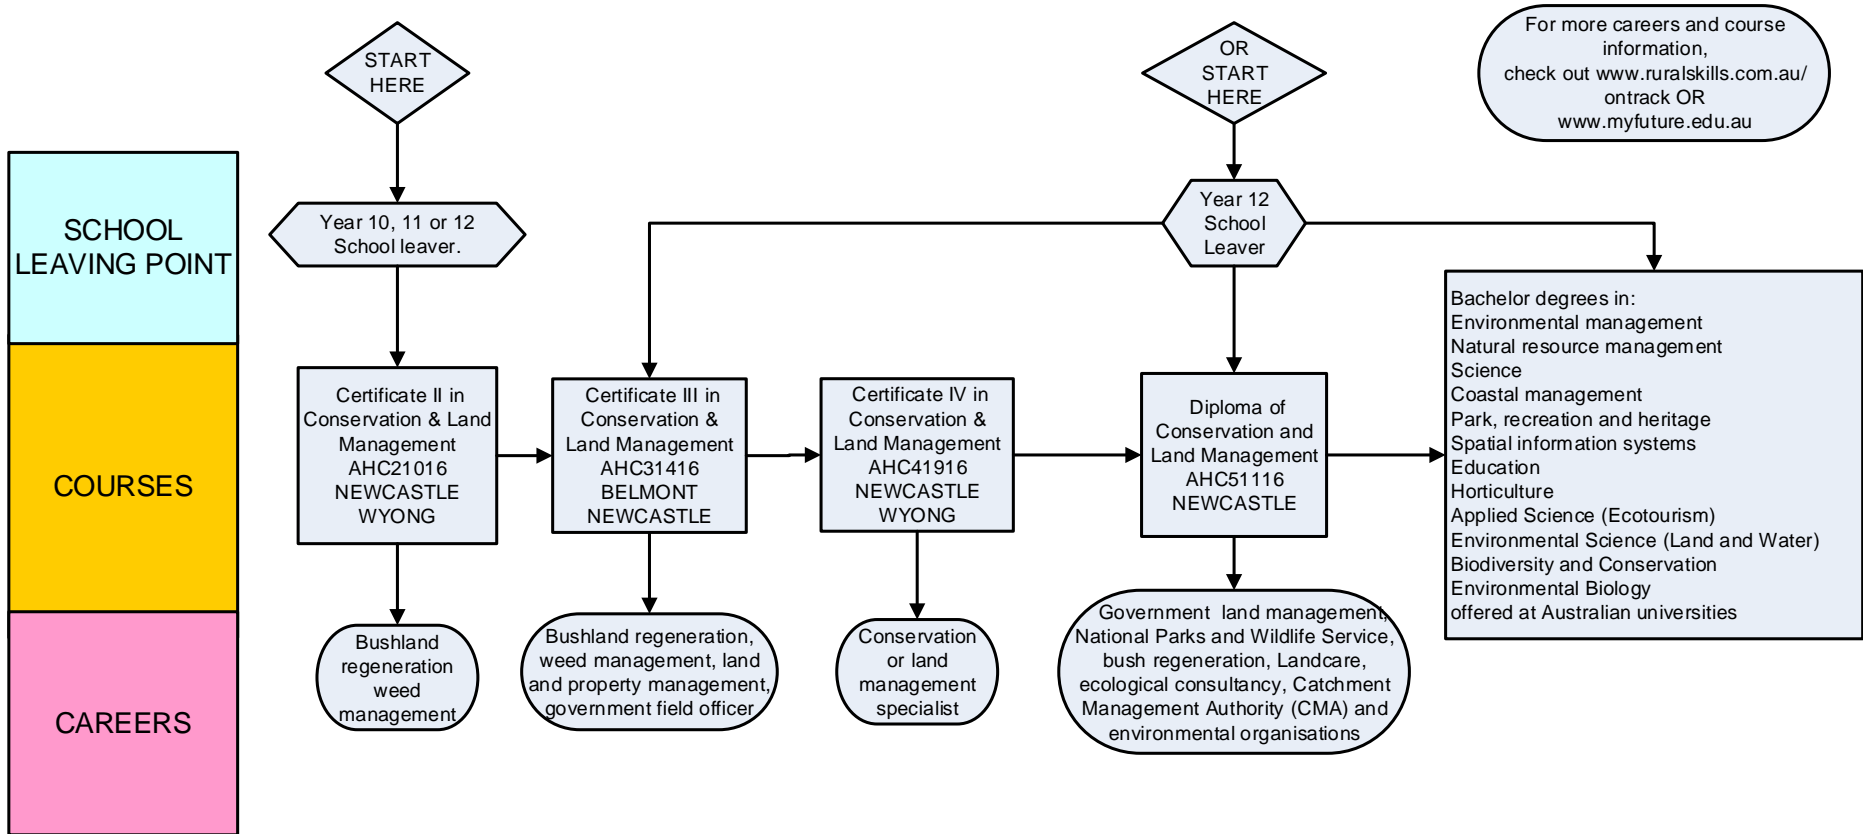 START
HERE
OR
START
HERE
For more careers and course
information,
check out www.ruralskills.com.au/
ontrack OR
www.myfuture.edu.au
SCHOOL
LEAVING POINT
Year 10, 11 or 12
School leaver.
Year 12
School
Leaver
COURSES
Certificate II in
Conservation & Land
Management
AHC21016
NEWCASTLE
WYONG
Certificate III in
Conservation &
Land Management
AHC31416
BELMONT
NEWCASTLE
Certificate IV in
Conservation &
Land Management
AHC41916
NEWCASTLE
WYONG
Diploma of
Conservation and
Land Management
AHC51116
NEWCASTLE
Bachelor degrees in:
Environmental management
Natural resource management
Science
Coastal management
Park, recreation and heritage
Spatial information systems
Education
Horticulture
Applied Science (Ecotourism)
Environmental Science (Land and Water)
Biodiversity and Conservation
Environmental Biology
offered at Australian universities
CAREERS
Bushland
regeneration
weed
management
Bushland regeneration,
weed management, land
and property management,
government field officer
Conservation
or land
management
specialist
Government land management,
National Parks and Wildlife Service,
bush regeneration, Landcare,
ecological consultancy, Catchment
Management Authority (CMA) and
environmental organisations